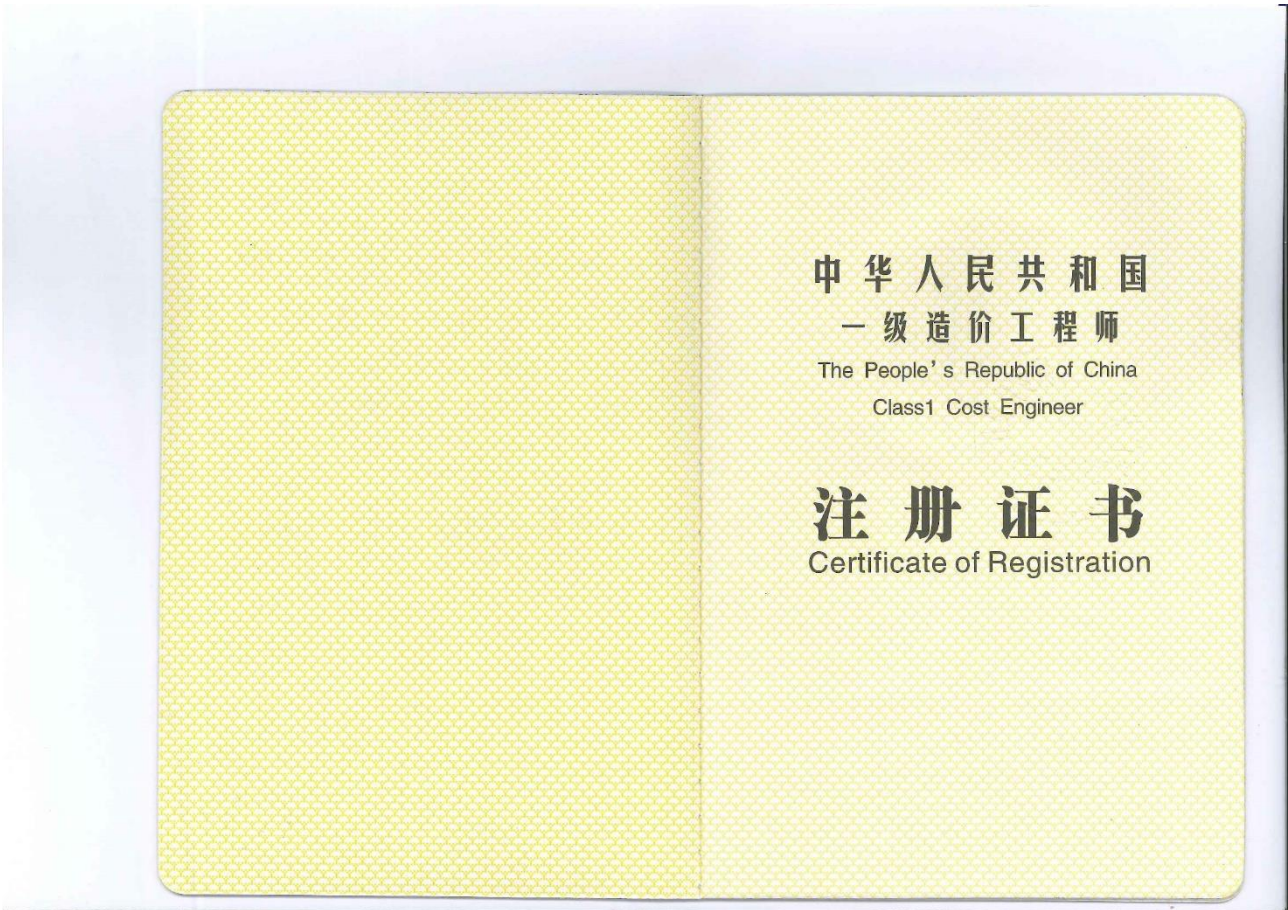 中华人民共和国
一级造价工程师
The People's Republic of China
Class1 Cost Engineer
注册证书
Certificate of Registration